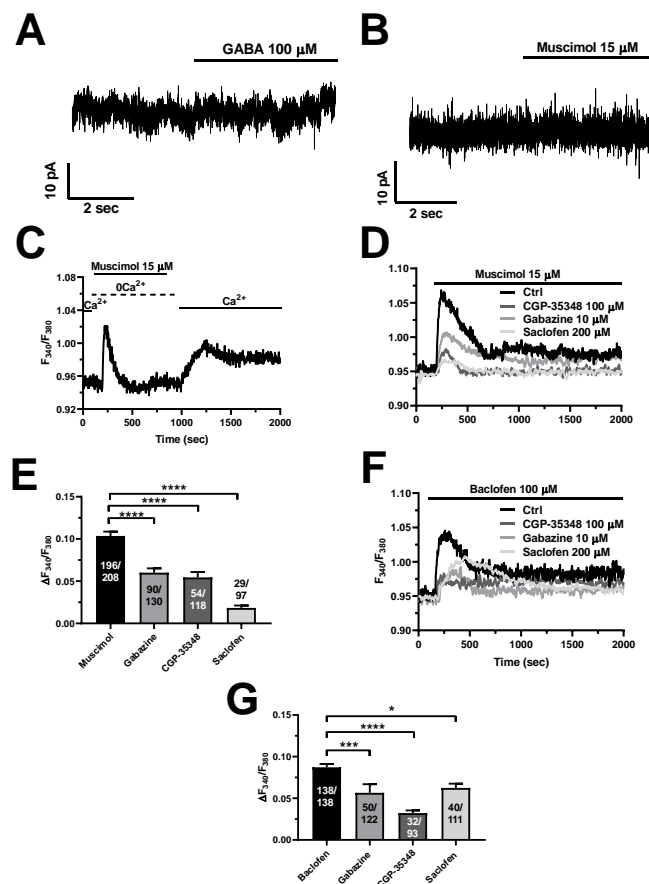 A
GABA 100 µM
10 pA
2 sec
B
Muscimol 15 µM
10 pA
2 sec
C
Muscimol 15 µM
0Ca²⁺
Ca²⁺
Ca²⁺
1.08
1.04
1.00
0.96
0.92
F₃₄₀/F₃₈₀
0 500 1000 1500 2000
Time (sec)
D
Muscimol 15 µM
Ctrl
CGP-35348 100 µM
Gabazine 10 µM
Saclofen 200 µM
1.10
1.05
1.00
0.95
0.90
F₃₄₀/F₃₈₀
0 500 1000 1500 2000
Time (sec)
E
****
****
****
0.15
0.10
0.05
0.00
ΔF₃₄₀/F₃₈₀
196/
208
90/
130
54/
118
29/
97
Muscimol
Gabazine
CGP-35348
Saclofen
F
Baclofen 100 µM
Ctrl
CGP-35348 100 µM
Gabazine 10 µM
Saclofen 200 µM
1.10
1.05
1.00
0.95
0.90
F₃₄₀/F₃₈₀
0 500 1000 1500 2000
Time (sec)
G
*
****
***
0.15
0.10
0.05
0.00
ΔF₃₄₀/F₃₈₀
138/
138
50/
122
32/
93
40/
111
Baclofen
Gabazine
CGP-35348
Saclofen